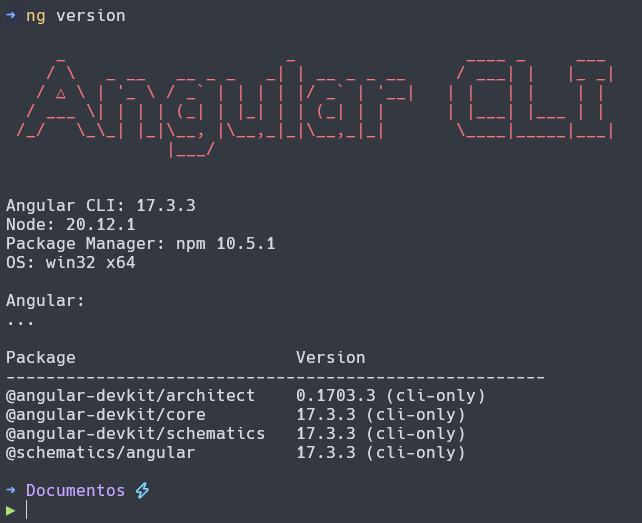 ➜ ng version
Angular CLI
Angular CLI: 17.3.3
Node: 20.12.1
Package Manager: npm 10.5.1
OS: win32 x64
Angular:
...
Package Version
------------------------------------------------------
@angular-devkit/architect 0.1703.3 (cli-only)
@angular-devkit/core 17.3.3 (cli-only)
@angular-devkit/schematics 17.3.3 (cli-only)
@schematics/angular 17.3.3 (cli-only)
➜ Documentos ⚡
▶